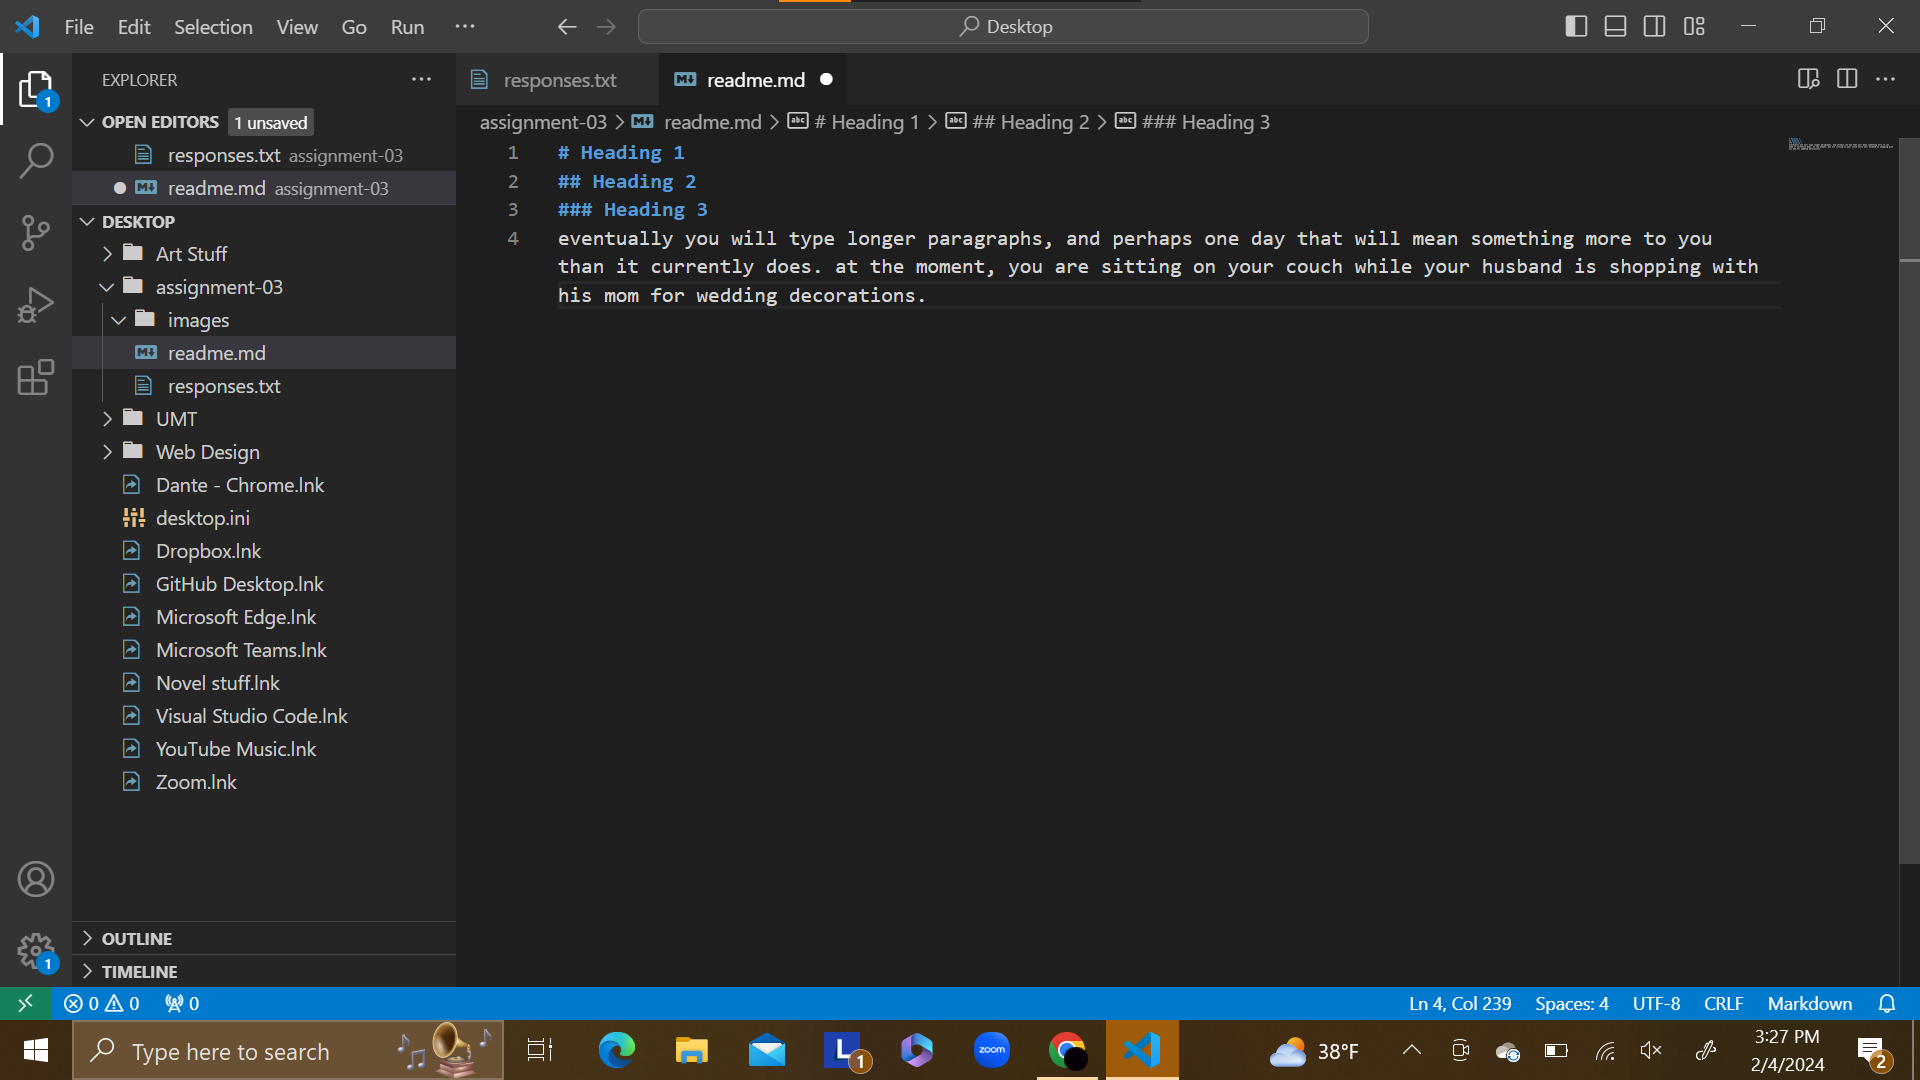 File Edit Selection View Go Run ··· Desktop
EXPLORER
OPEN EDITORS 1 unsaved
responses.txt assignment-03
readme.md assignment-03
DESKTOP
Art Stuff
assignment-03
images
readme.md
responses.txt
UMT
Web Design
Dante - Chrome.lnk
desktop.ini
Dropbox.lnk
GitHub Desktop.lnk
Microsoft Edge.lnk
Microsoft Teams.lnk
Novel stuff.lnk
Visual Studio Code.lnk
YouTube Music.lnk
Zoom.lnk
OUTLINE
TIMELINE
1
1
responses.txt readme.md
assignment-03 > readme.md > # Heading 1 > ## Heading 2 > ### Heading 3
1 # Heading 1
2 ## Heading 2
3 ### Heading 3
4 eventually you will type longer paragraphs, and perhaps one day that will mean something more to you
than it currently does. at the moment, you are sitting on your couch while your husband is shopping with
his mom for wedding decorations.
0 0 0 Ln 4, Col 239 Spaces: 4 UTF-8 CRLF Markdown
Type here to search L 1 zoom 38°F 3:27 PM
2/4/2024 2